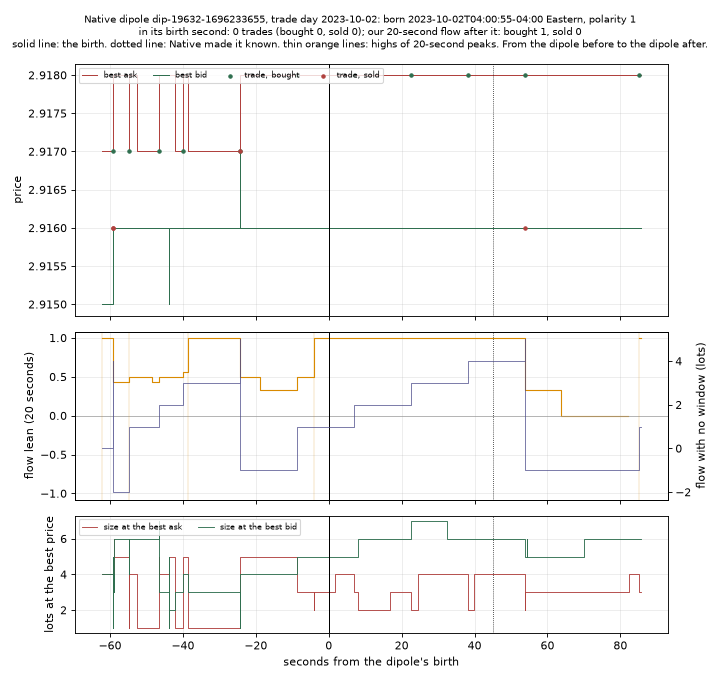 Native dipole dip-19632-1696233655, trade day 2023-10-02: born 2023-10-02T04:00:55-04:00 Eastern, polarity 1
in its birth second: 0 trades (bought 0, sold 0); our 20-second flow after it: bought 1, sold 0
solid line: the birth. dotted line: Native made it known. thin orange lines: highs of 20-second peaks. From the dipole before to the dipole after.
best ask best bid trade, bought trade, sold
2.9180
2.9175
2.9170
2.9165
2.9160
2.9155
2.9150
price
1.0
0.5
0.0
−0.5
−1.0
flow lean (20 seconds)
4
2
0
−2
flow with no window (lots)
size at the best ask size at the best bid
6
4
2
lots at the best price
−60 −40 −20 0 20 40 60 80
seconds from the dipole's birth